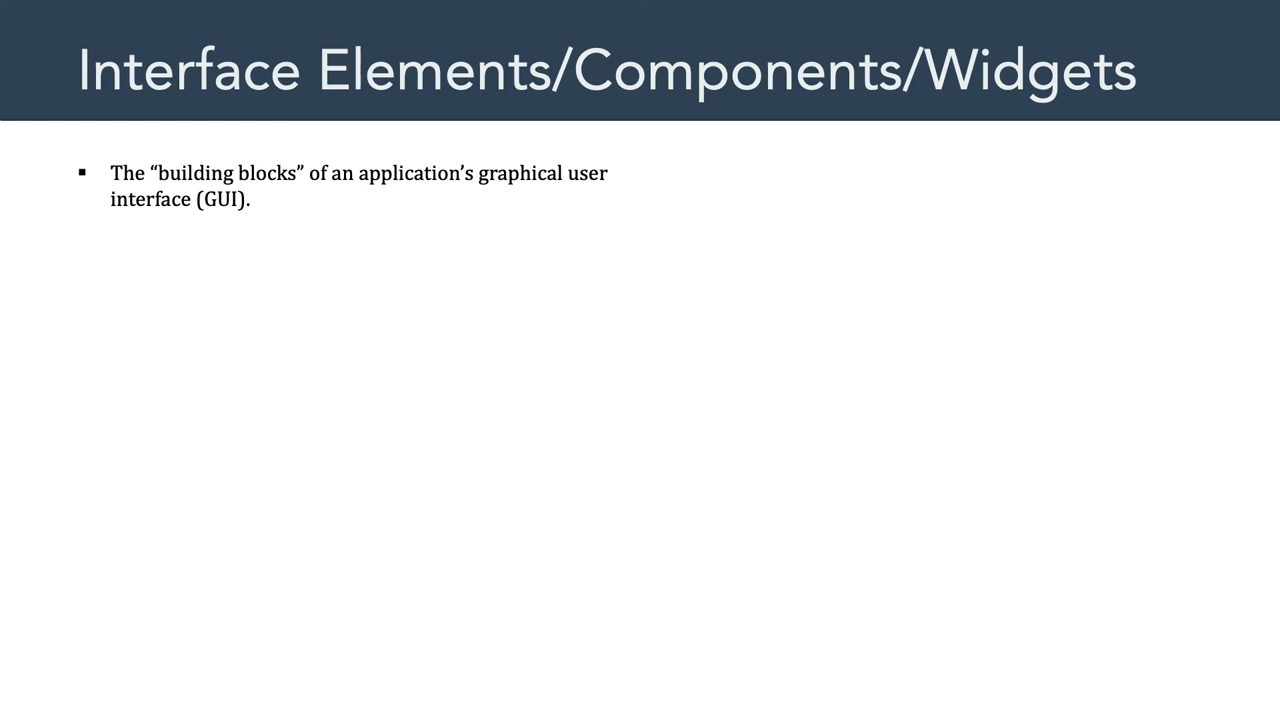 Interface Elements/Components/Widgets
▪ The “building blocks” of an application’s graphical user
interface (GUI).